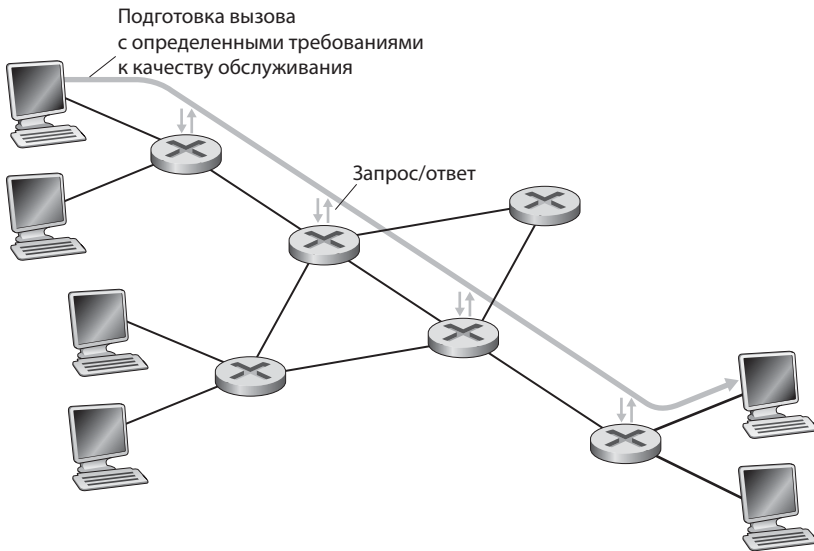 Подготовка вызова
с определенными требованиями
к качеству обслуживания
Запрос/ответ